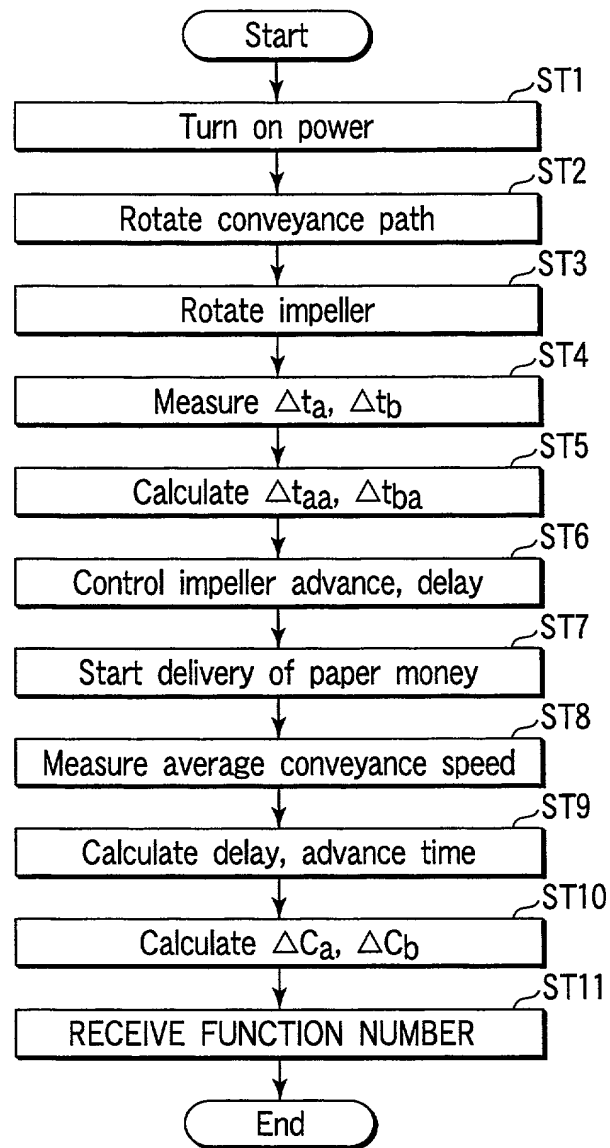 Start
ST1
Turn on power
ST2
Rotate conveyance path
ST3
Rotate impeller
ST4
Measure △ta, △tb
ST5
Calculate △taa, △tba
ST6
Control impeller advance, delay
ST7
Start delivery of paper money
ST8
Measure average conveyance speed
ST9
Calculate delay, advance time
ST10
Calculate △Ca, △Cb
ST11
RECEIVE FUNCTION NUMBER
End